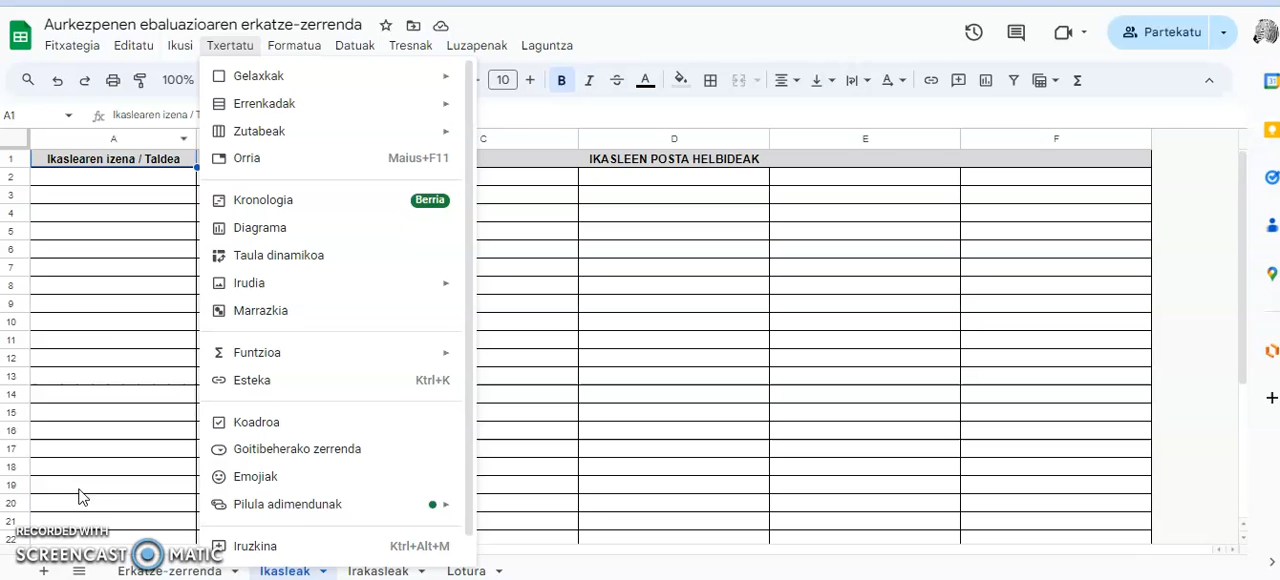 Aurkezpenen ebaluazioaren erkatze-zerrenda
Fitxategia Editatu Ikusi Txertatu Formatua Datuak Tresnak Luzapenak Laguntza
Partekatu
100%
10
A1
Ikaslearen izena / T
A C D E F
1 Ikaslearen izena / Taldea IKASLEEN POSTA HELBIDEAK
2
3
4
5
6
7
8
9
10
11
12
13
14
15
16
17
18
19
20
21
22
Gelaxkak
Errenkadak
Zutabeak
Orria Maius+F11
Kronologia Berria
Diagrama
Taula dinamikoa
Irudia
Marrazkia
Funtzioa
Esteka Ktrl+K
Koadroa
Goitibeherako zerrenda
Emojiak
Pilula adimendunak
Iruzkina Ktrl+Alt+M
RECORDED WITH
SCREENCAST MATIC
Erkatze-zerrenda Ikasleak Irakasleak Lotura